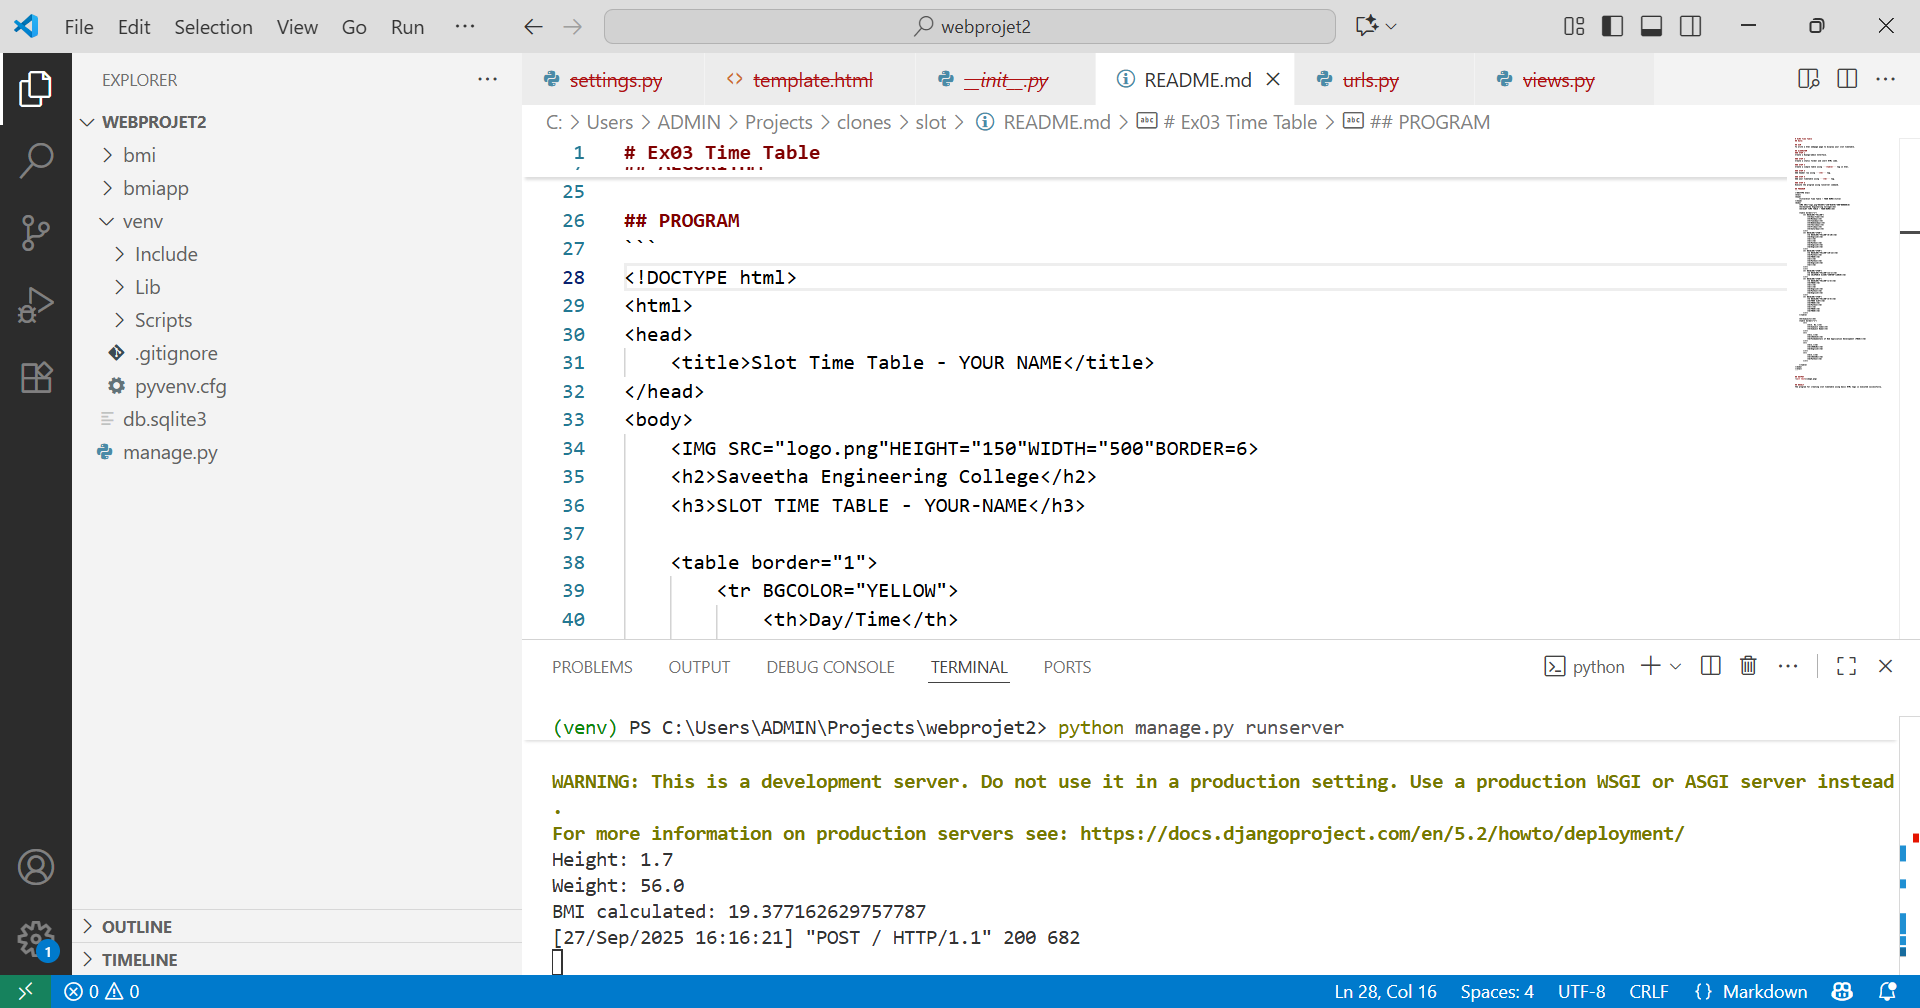 File Edit Selection View Go Run ···
webprojet2
EXPLORER ···
settings.py template.html __init__.py README.md urls.py views.py
WEBPROJET2
bmi
bmiapp
venv
Include
Lib
Scripts
.gitignore
pyvenv.cfg
db.sqlite3
manage.py
OUTLINE
TIMELINE
1
C: > Users > ADMIN > Projects > clones > slot > README.md > # Ex03 Time Table > ## PROGRAM
1 # Ex03 Time Table
## ALGORITHM
25
26 ## PROGRAM
27 ```
28 <!DOCTYPE html>
29 <html>
30 <head>
31 <title>Slot Time Table - YOUR NAME</title>
32 </head>
33 <body>
34 <IMG SRC="logo.png"HEIGHT="150"WIDTH="500"BORDER=6>
35 <h2>Saveetha Engineering College</h2>
36 <h3>SLOT TIME TABLE - YOUR-NAME</h3>
37
38 <table border="1">
39 <tr BGCOLOR="YELLOW">
40 <th>Day/Time</th>
PROBLEMS OUTPUT DEBUG CONSOLE TERMINAL PORTS
python
(venv) PS C:\Users\ADMIN\Projects\webprojet2> python manage.py runserver
WARNING: This is a development server. Do not use it in a production setting. Use a production WSGI or ASGI server instead
.
For more information on production servers see: https://docs.djangoproject.com/en/5.2/howto/deployment/
Height: 1.7
Weight: 56.0
BMI calculated: 19.377162629757787
[27/Sep/2025 16:16:21] "POST / HTTP/1.1" 200 682
0 0
Ln 28, Col 16 Spaces: 4 UTF-8 CRLF {} Markdown